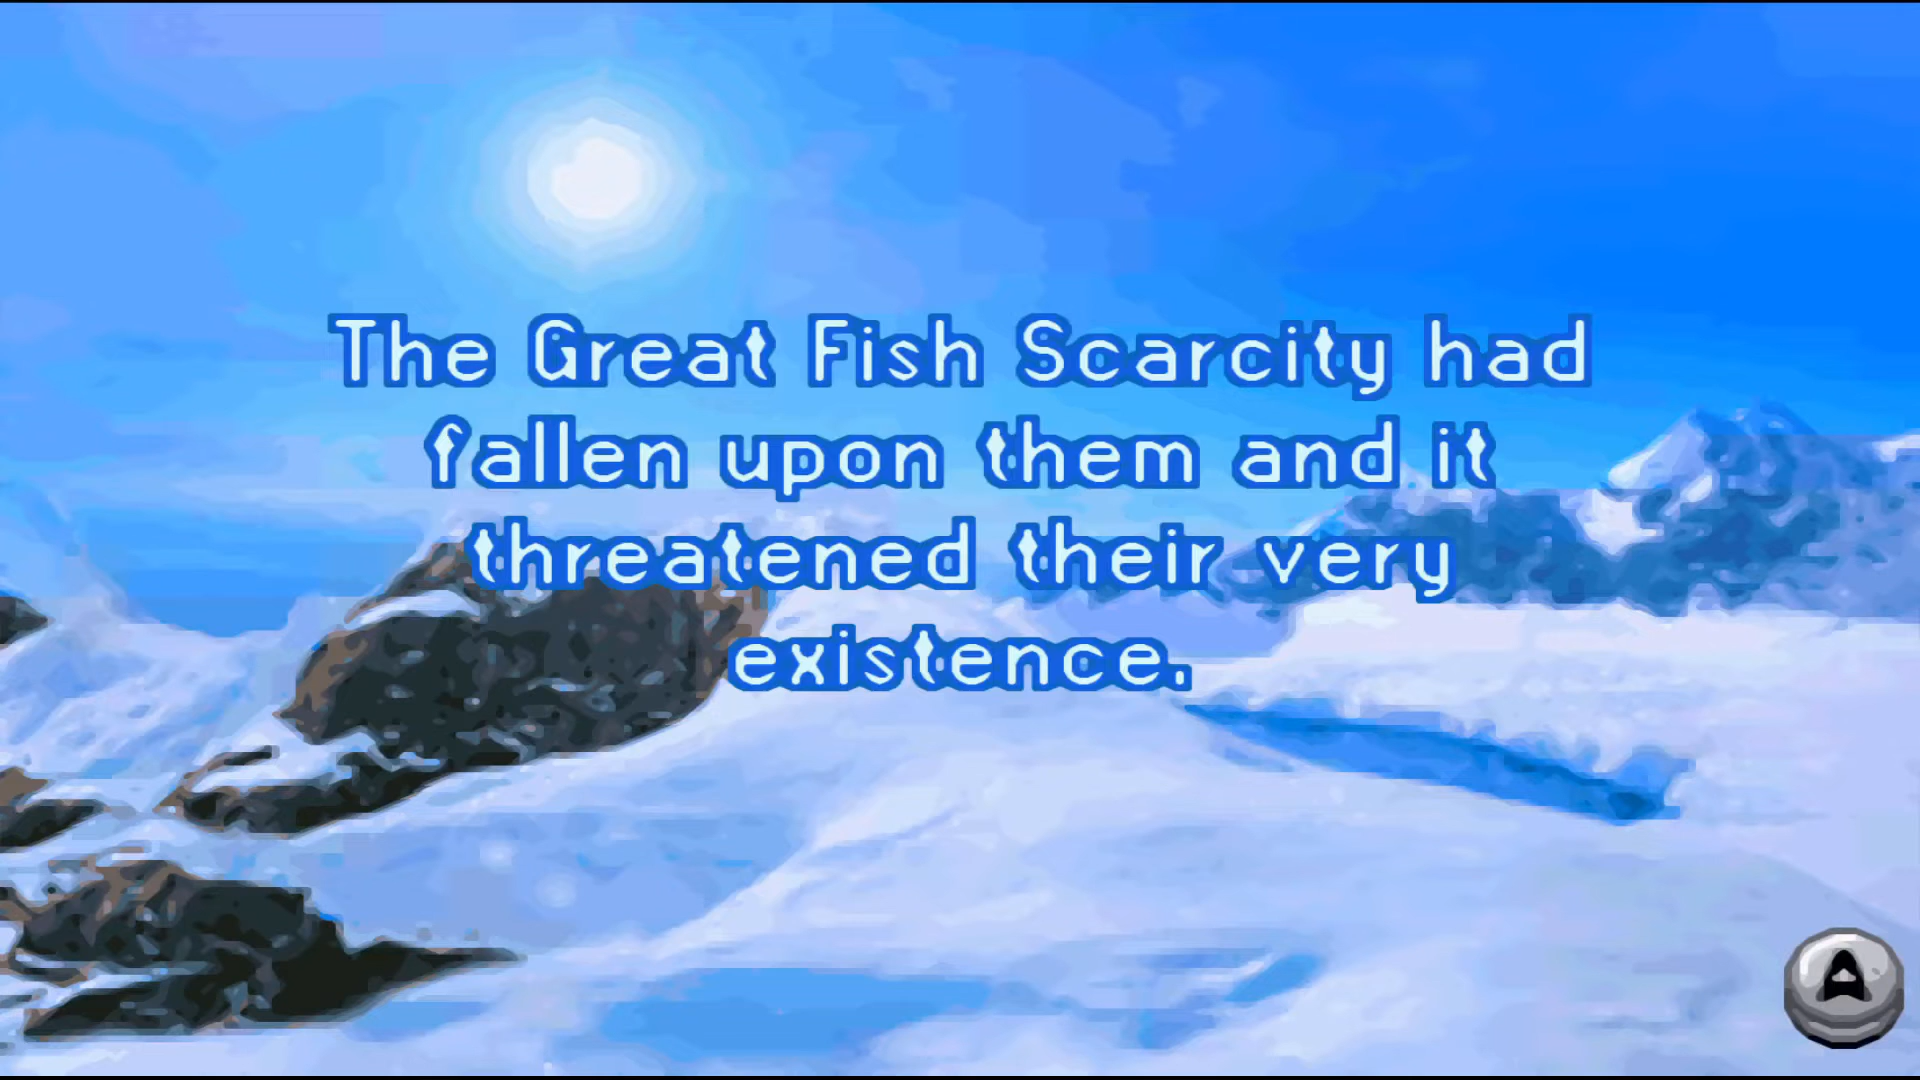 The Great Fish Scarcity had
fallen upon them and it
threatened their very
existence.
A